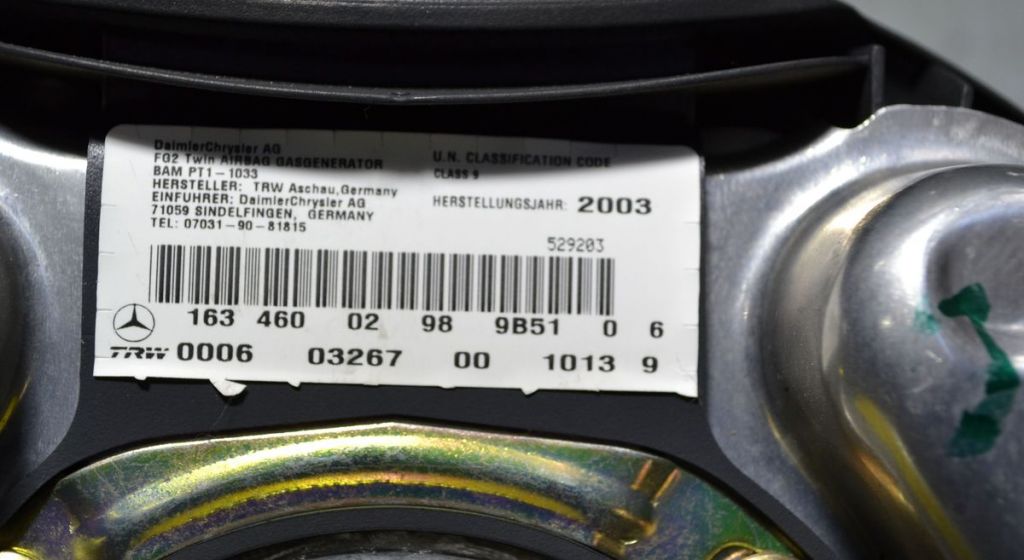 DaimlerChrysler AG
FG2 Twin AIRBAG GASGENERATOR
BAM PT1-1033
HERSTELLER: TRW Aschau,Germany
EINFUHRER: DaimlerChrysler AG
71059 SINDELFINGEN, GERMANY
TEL: 07031-90-81815
U.N. CLASSIFICATION CODE
CLASS 9
HERSTELLUNGSJAHR: 2003
529203
163 460 02 98 9B51 0 6
TRW 0006 03267 00 1013 9